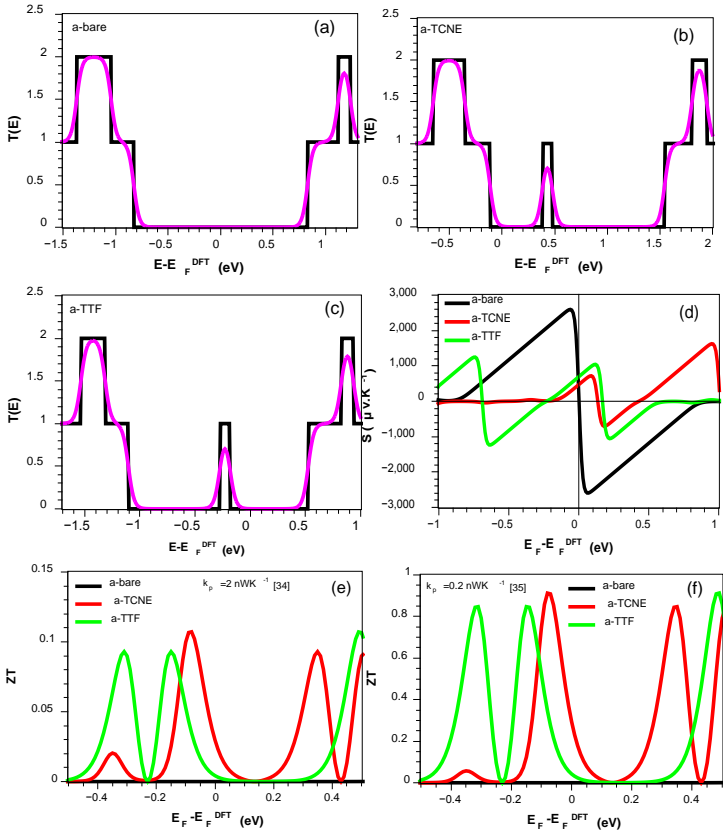 (a)
a-bare
2.5
2
1.5
1
0.5
0
T(E)
−1.5
−1
−0.5
0
0.5
1
E−E F DFT (eV)
(b)
a-TCNE
2
1.5
1
0.5
0
T(E)
−0.5
0
0.5
1
1.5
2
E−E F DFT (eV)
(c)
a-TTF
2.5
2
1.5
1
0.5
0
T(E)
−1.5
−1
−0.5
0
0.5
1
E−E F DFT (eV)
(d)
a-bare
a-TCNE
a-TTF
3,000
2,000
1,000
0
−1,000
−2,000
−3,000
S ( μ v.K −1 )
−1
−0.5
0
0.5
1
E F −E F DFT (eV)
(e)
a-bare
a-TCNE
a-TTF
k p =2 nWK −1 [34]
0.15
0.1
0.05
0
ZT
−0.4
−0.2
0
0.2
0.4
E F −E F DFT (eV)
(f)
k p =0.2 nWK −1 [35]
a-bare
a-TCNE
a-TTF
1
0.8
0.6
0.4
0.2
0
ZT
−0.4
−0.2
0
0.2
0.4
E F −E F DFT (eV)